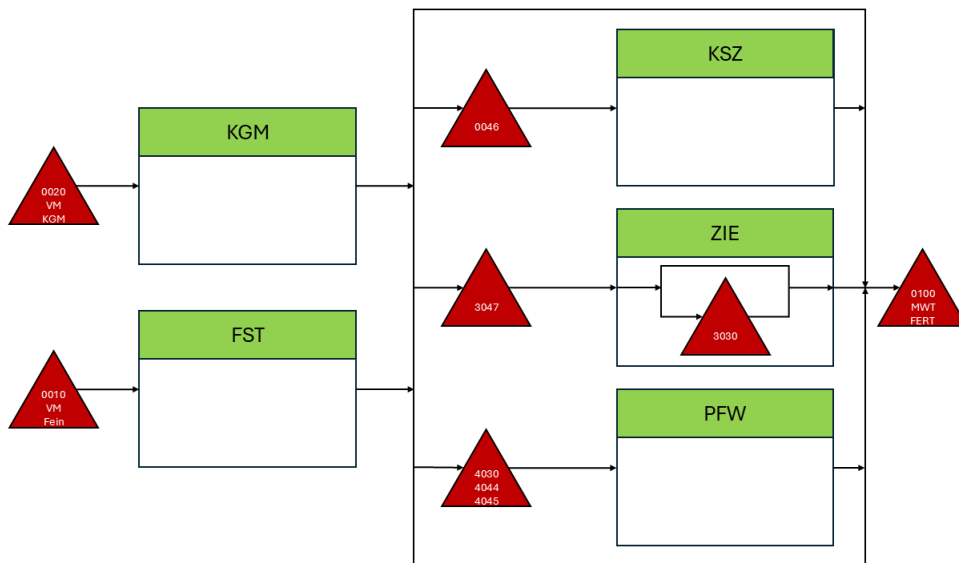 KSZ
0046
KGM
0020
VM
KGM
ZIE
3047
3030
0100
MWT
FERT
FST
0010
VM
Fein
PFW
4030
4044
4045